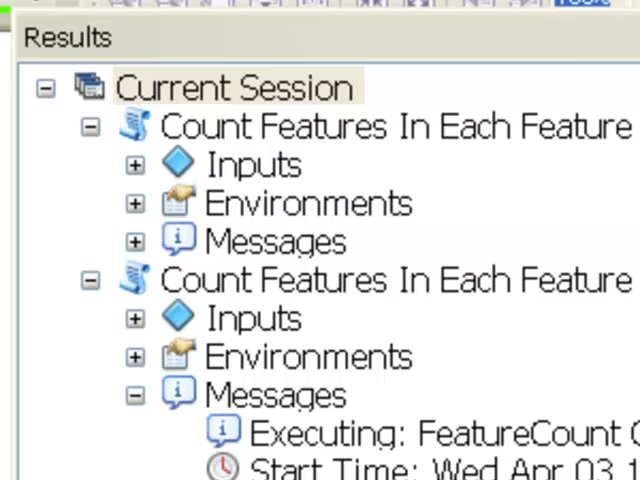 Results
Current Session
Count Features In Each Feature
Inputs
Environments
Messages
Count Features In Each Feature
Inputs
Environments
Messages
Executing: FeatureCount
Start Time: Wed Apr 03 1